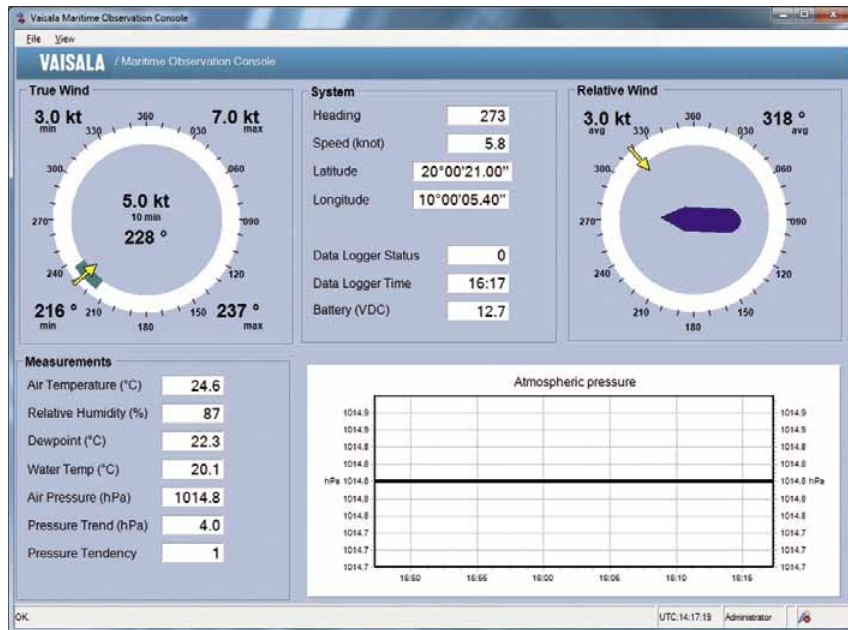 Vaisala Maritime Observation Console
File View
VAISALA / Maritime Observation Console
True Wind
3.0 kt
min
7.0 kt
max
360
330
030
300
060
270
090
240
120
210
150
180
5.0 kt
10 min
228 °
216 °
min
237 °
max
System
Heading 273
Speed (knot) 5.8
Latitude 20°00'21.00"
Longitude 10°00'05.40"
Data Logger Status 0
Data Logger Time 16:17
Battery (VDC) 12.7
Relative Wind
3.0 kt
avg
318 °
avg
360
330
030
300
060
270
090
240
120
210
150
180
Measurements
Air Temperature (°C) 24.6
Relative Humidity (%) 87
Dewpoint (°C) 22.3
Water Temp (°C) 20.1
Air Pressure (hPa) 1014.8
Pressure Trend (hPa) 4.0
Pressure Tendency 1
Atmospheric pressure
1014.9 1014.9
1014.9 1014.9
1014.8 1014.8
1014.8 1014.8
hPa 1014.8 1014.8 hPa
1014.8 1014.8
1014.8 1014.8
1014.7 1014.7
1014.7 1014.7
1014.7 1014.7
16:00 16:10 16:15
OK. UTC:14:17:19 Administrator